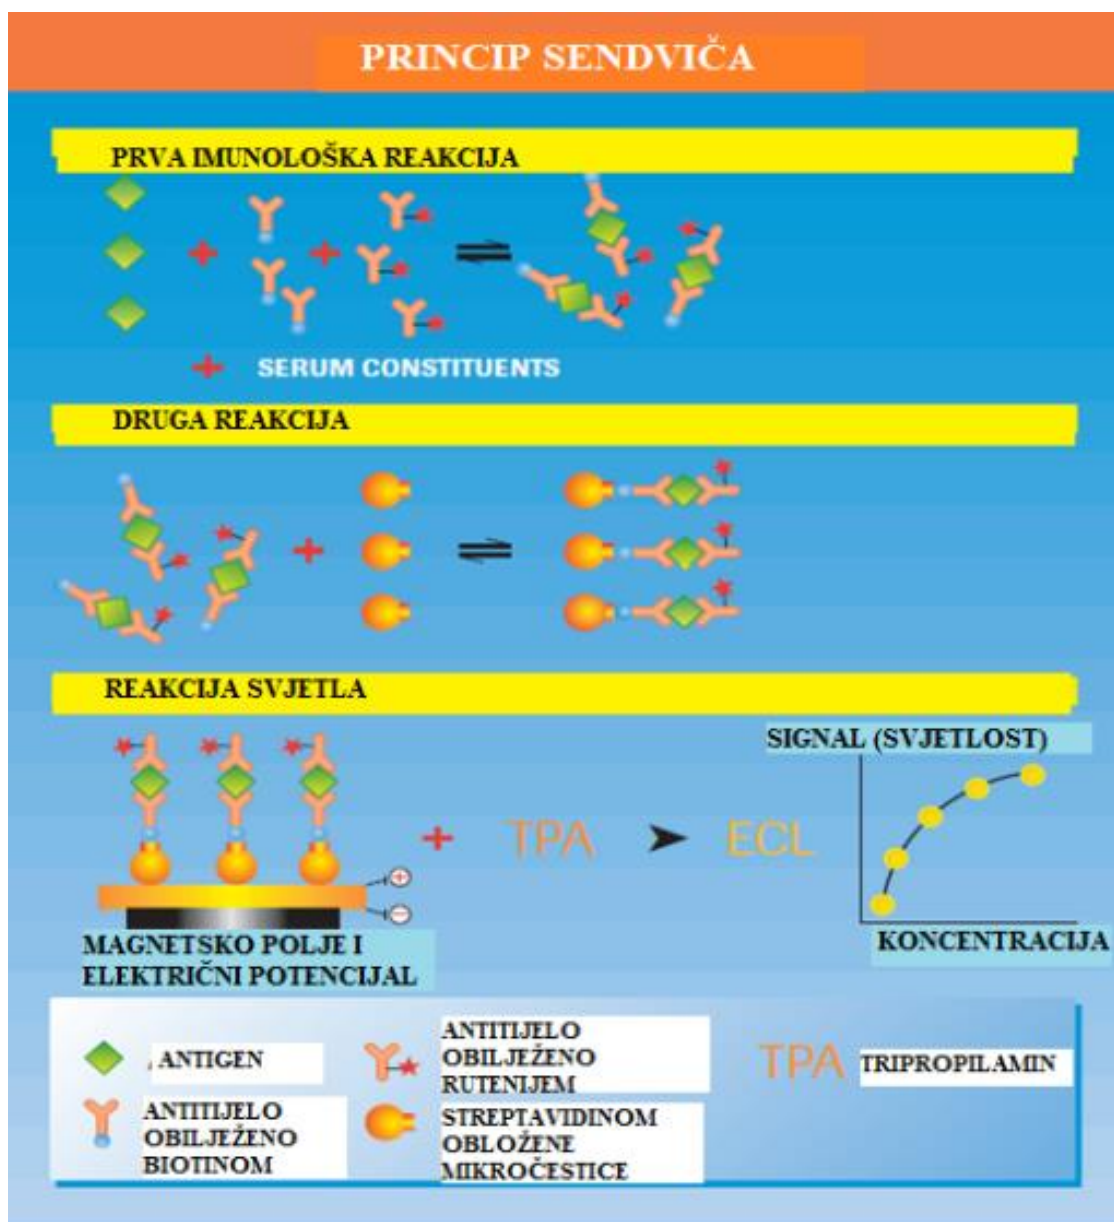 PRINCIP SENDVIČA
PRVA IMUNOLOŠKA REAKCIJA
SERUM CONSTITUENTS
DRUGA REAKCIJA
REAKCIJA SVJETLA
SIGNAL (SVJETLOST)
TPA
ECL
KONCENTRACIJA
MAGNETSKO POLJE I
ELEKTRIČNI POTENCIJAL
ANTIGEN
ANTITIJELO
OBILJEŽENO
BIOTINOM
ANTITIJELO
OBILJEŽENO
RUTENIJEM
STREPTAVIDINOM
OBLOŽENE
MIKROČESTICE
TPA TRIPROPILAMIN